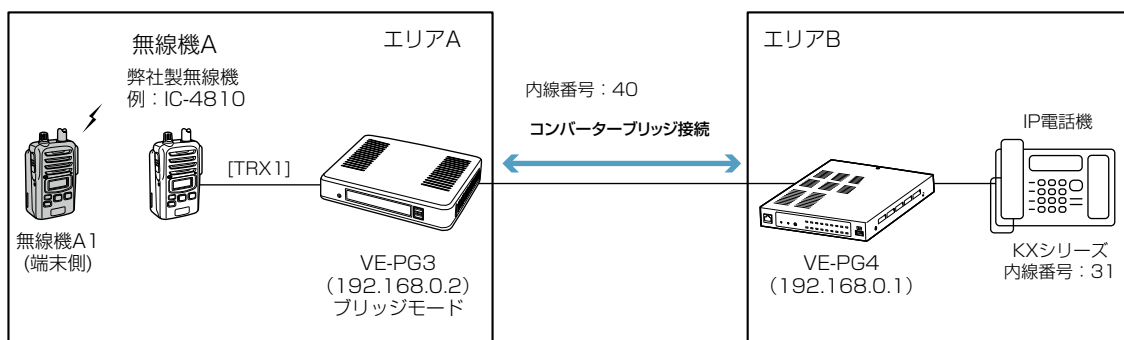 エリアA
無線機A
弊社製無線機
例：IC-4810
[TRX1]
無線機A1
(端末側)
VE-PG3
（192.168.0.2）
ブリッジモード
内線番号：40
コンバーターブリッジ接続
エリアB
IP電話機
VE-PG4
（192.168.0.1）
KXシリーズ
内線番号：31